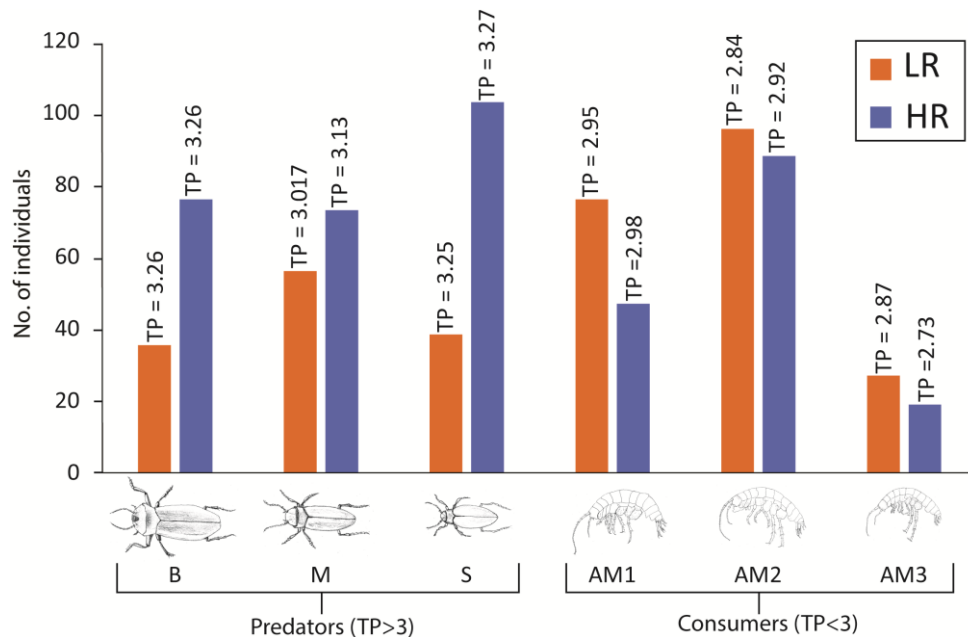 120
100
80
60
40
20
0
No. of individuals
LR
HR
TP = 3.26
TP = 3.26
TP = 3.017
TP = 3.13
TP = 3.25
TP = 3.27
TP = 2.95
TP =2.98
TP = 2.84
TP = 2.92
TP = 2.87
TP =2.73
B M S AM1 AM2 AM3
Predators (TP>3) Consumers (TP<3)